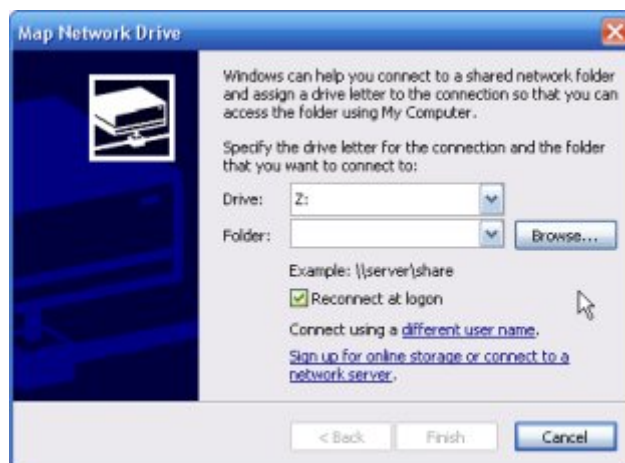 Map Network Drive
Windows can help you connect to a shared network folder
and assign a drive letter to the connection so that you can
access the folder using My Computer.
Specify the drive letter for the connection and the folder
that you want to connect to:
Drive: Z:
Folder: Browse...
Example: \\server\share
Reconnect at logon
Connect using a different user name.
Sign up for online storage or connect to a
network server.
< Back Finish Cancel